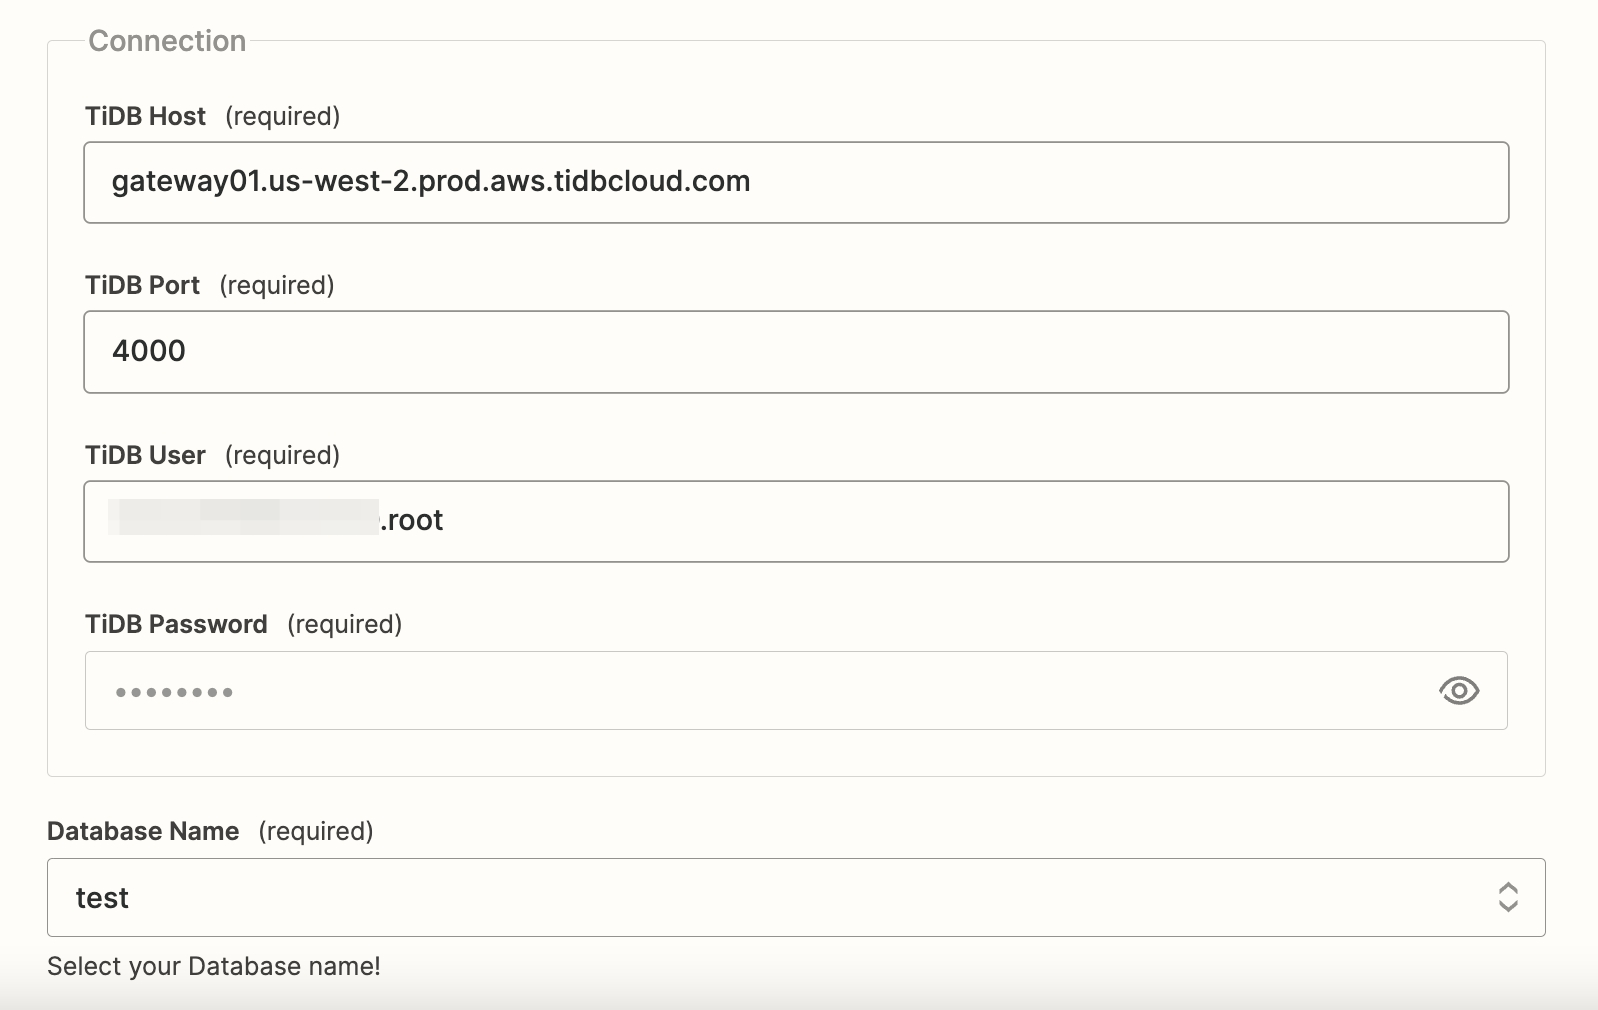 Connection
TiDB Host (required)
gateway01.us-west-2.prod.aws.tidbcloud.com
TiDB Port (required)
4000
TiDB User (required)
.root
TiDB Password (required)
••••••••
Database Name (required)
test
Select your Database name!